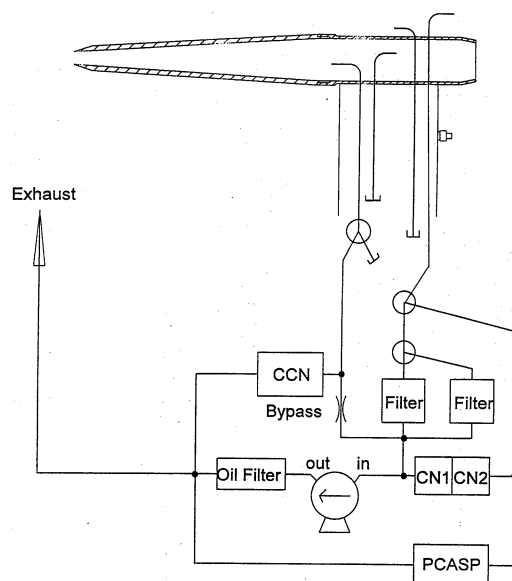 Exhaust
CCN
Bypass
Filter
Filter
out
in
Oil Filter
CN1
CN2
PCASP